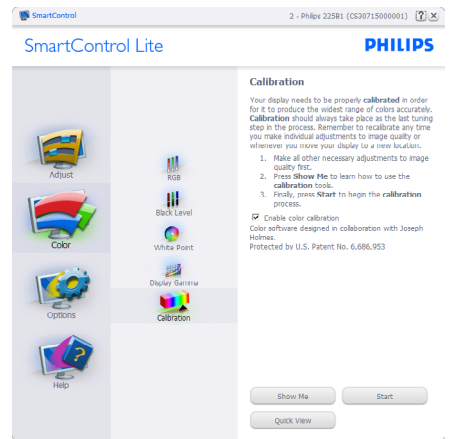 SmartControl
2 - Philips 225B1 (CS30715000001)
? ×
SmartControl Lite
PHILIPS
Adjust
Color
Options
Help
RGB
Black Level
White Point
Display Gamma
Calibration
Calibration
Your display needs to be properly calibrated in order
for it to produce the widest range of colors accurately.
Calibration should always take place as the last tuning
step in the process. Remember to recalibrate any time
you make individual adjustments to image quality or
whenever you move your display to a new location.
1. Make all other necessary adjustments to image
quality first.
2. Press Show Me to learn how to use the
calibration tools.
3. Finally, press Start to begin the calibration
process.
Enable color calibration
Color software designed in collaboration with Joseph
Holmes.
Protected by U.S. Patent No. 6,686,953
Show Me
Start
Quick View